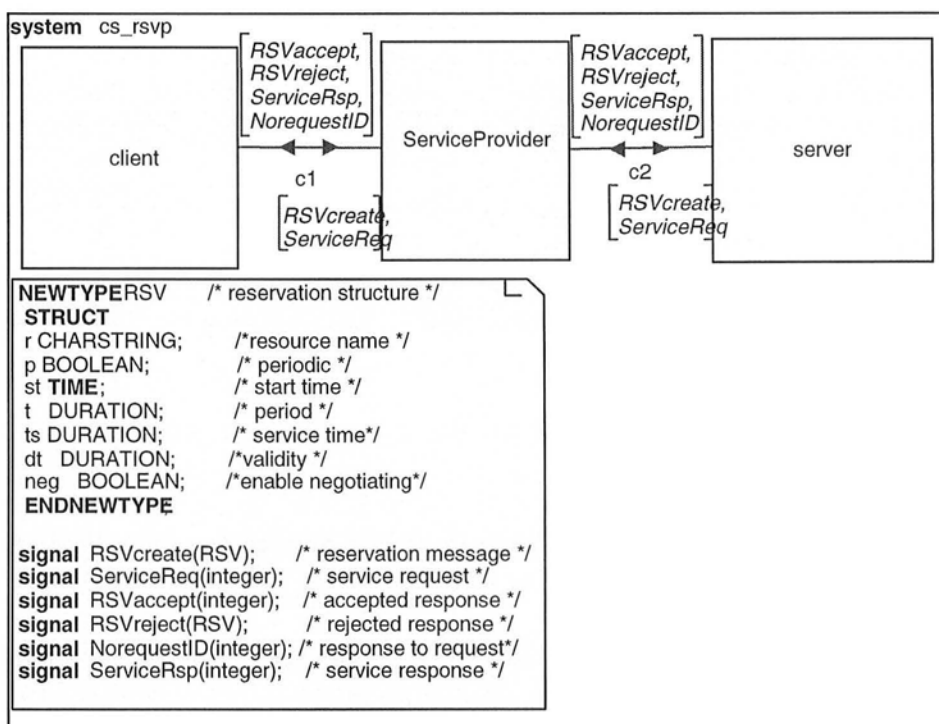 system cs_rsvp
RSVaccept,
RSVreject,
ServiceRsp,
NorequestID
RSVaccept,
RSVreject,
ServiceRsp,
NorequestID
client
ServiceProvider
server
c1
c2
RSVcreate,
ServiceReq
RSVcreate,
ServiceReq
NEWTYPERSV /* reservation structure */
STRUCT
r CHARSTRING; /*resource name */
p BOOLEAN; /* periodic */
st TIME; /* start time */
t DURATION; /* period */
ts DURATION; /* service time*/
dt DURATION; /*validity */
neg BOOLEAN; /*enable negotiating*/
ENDNEWTYPE;
signal RSVcreate(RSV); /* reservation message */
signal ServiceReq(integer); /* service request */
signal RSVaccept(integer); /* accepted response */
signal RSVreject(RSV); /* rejected response */
signal NorequestID(integer); /* response to request*/
signal ServiceRsp(integer); /* service response */